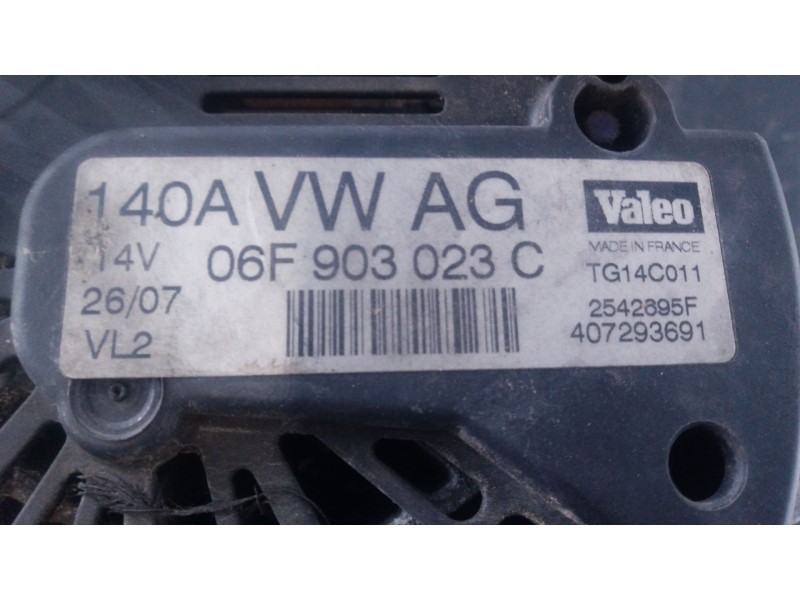 140A VW AG Valeo
MADE IN FRANCE
14V 06F 903 023 C TG14C011
26/07 2542695F
VL2 407293691